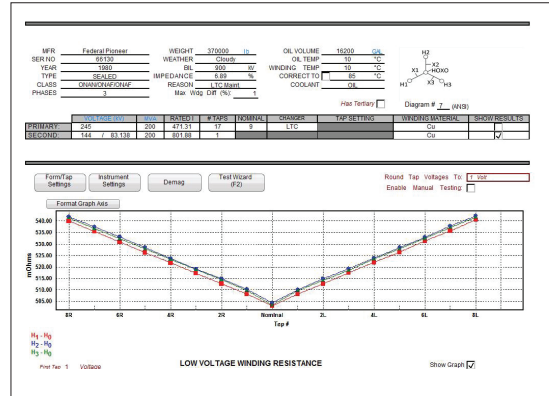 MFR Federal Pioneer WEIGHT 370000 lb OIL VOLUME 16200 GAL
SER NO 66130 WEATHER Cloudy OIL TEMP 10 °C
YEAR 1980 BIL 900 kV WINDING TEMP 10 °C
TYPE SEALED IMPEDANCE 6.89 % CORRECT TO 85 °C
CLASS ONAN/ONAF/ONAF REASON LTC Maint. COOLANT OIL
PHASES 3 Max Wdg Diff (%): 1
H2
X2
X1 HOXO
X3
H1 H3
Has Tertiary Diagram # 7 (ANSI)
VOLTAGE (kV) MVA RATED I # TAPS NOMINAL CHANGER TAP SETTING WINDING MATERIAL SHOW RESULTS
PRIMARY: 245 200 471.31 17 9 LTC Cu
SECOND: 144 / 83.138 200 801.88 1 Cu
Form/Tap Settings
Instrument Settings
Demag
Test Wizard (F2)
Round Tap Voltages To: 1 Volt
Enable Manual Testing:
Format Graph Axis
mOhms
540.00
535.00
530.00
525.00
520.00
515.00
510.00
505.00
8R 6R 4R 2R Nominal 2L 4L 6L 8L
Tap #
H1 - H0
H2 - H0
H3 - H0
First Tap 1 Voltage
LOW VOLTAGE WINDING RESISTANCE
Show Graph